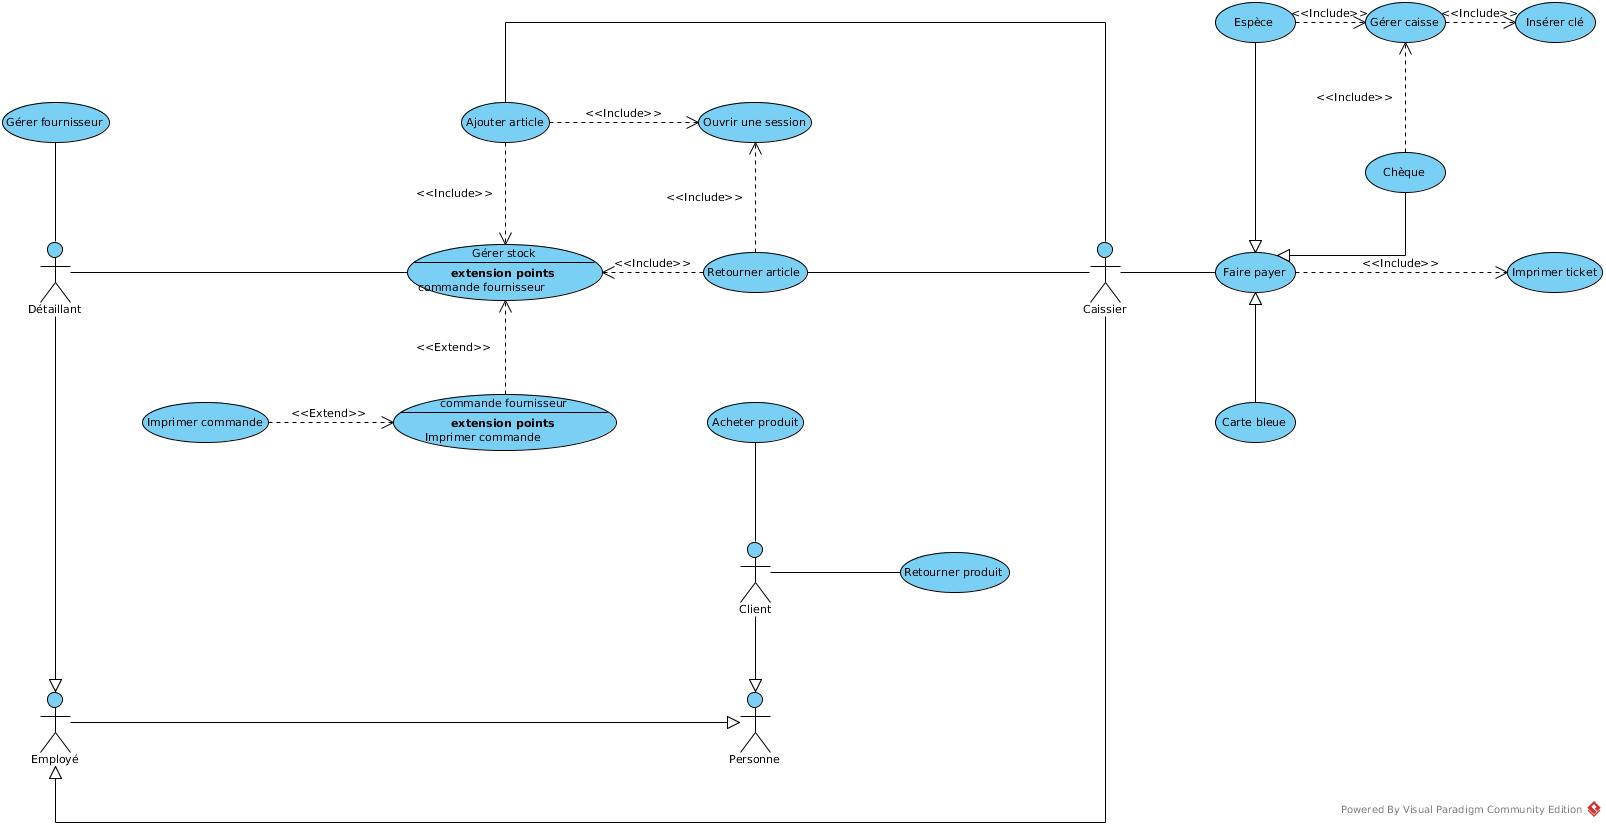 Espèce
<<Include>>
Gérer caisse
<<Include>>
Insérer clé
Gérer fournisseur
Ajouter article
<<Include>>
Ouvrir une session
<<Include>>
Chèque
<<Include>>
<<Include>>
Gérer stock
extension points
commande fournisseur
<<Include>>
Retourner article
Faire payer
<<Include>>
Imprimer ticket
Détaillant
Caissier
<<Extend>>
Imprimer commande
<<Extend>>
commande fournisseur
extension points
Imprimer commande
Acheter produit
Carte bleue
Retourner produit
Client
Employé
Personne
Powered By Visual Paradigm Community Edition